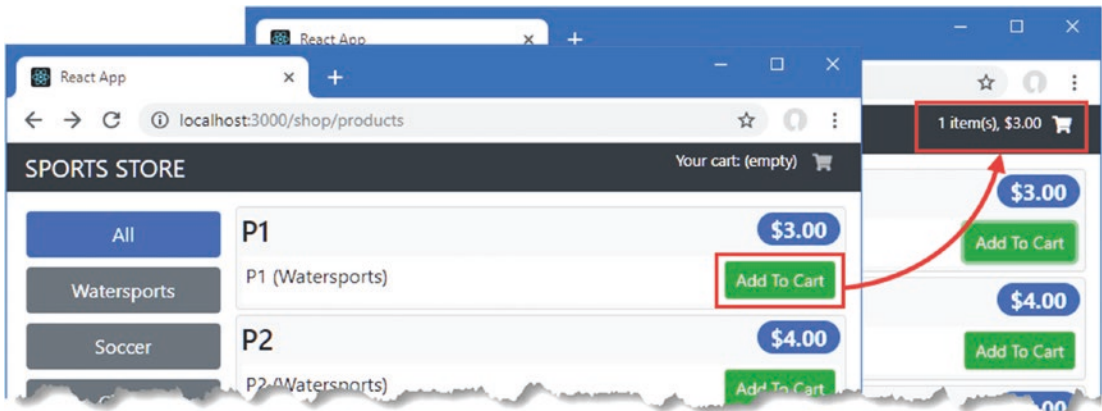 React App
React App
localhost:3000/shop/products
1 item(s), $3.00
SPORTS STORE
Your cart: (empty)
$3.00
All
P1
$3.00
Add To Cart
Watersports
P1 (Watersports)
Add To Cart
$4.00
Soccer
P2
$4.00
Add To Cart
P2 (Watersports)
Add To Cart